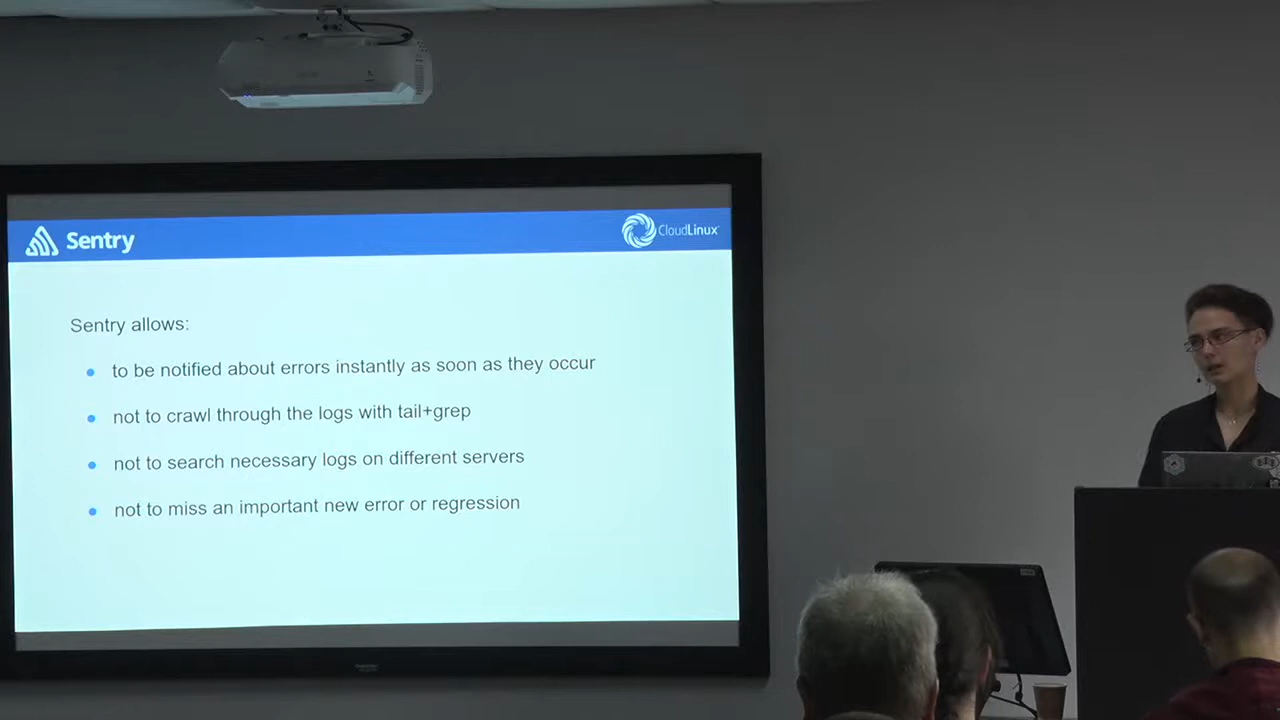 Sentry
CloudLinux
Sentry allows:
to be notified about errors instantly as soon as they occur
not to crawl through the logs with tail+grep
not to search necessary logs on different servers
not to miss an important new error or regression